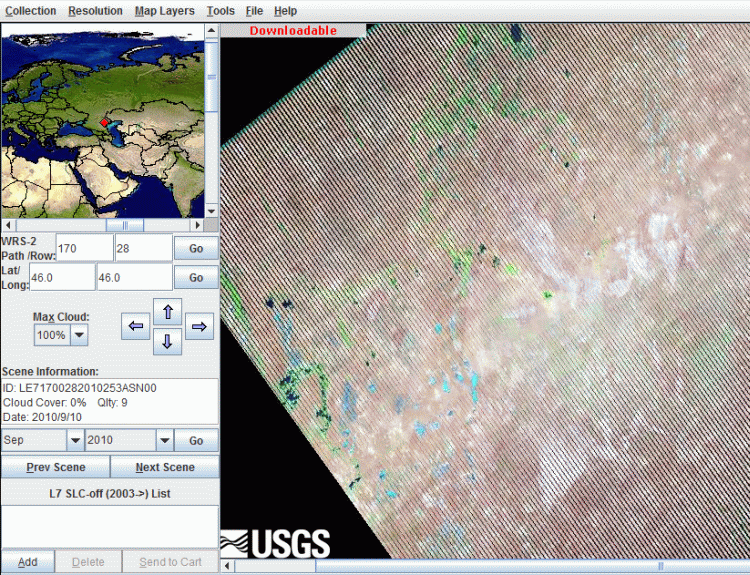 Collection Resolution Map Layers Tools File Help
Downloadable
WRS-2
Path /Row: 170 28 Go
Lat/
Long: 46.0 46.0 Go
Max Cloud:
100%
Scene Information:
ID: LE71700282010253ASN00
Cloud Cover: 0% Qlty: 9
Date: 2010/9/10
Sep 2010 Go
Prev Scene Next Scene
L7 SLC-off (2003->) List
Add Delete Send to Cart
USGS